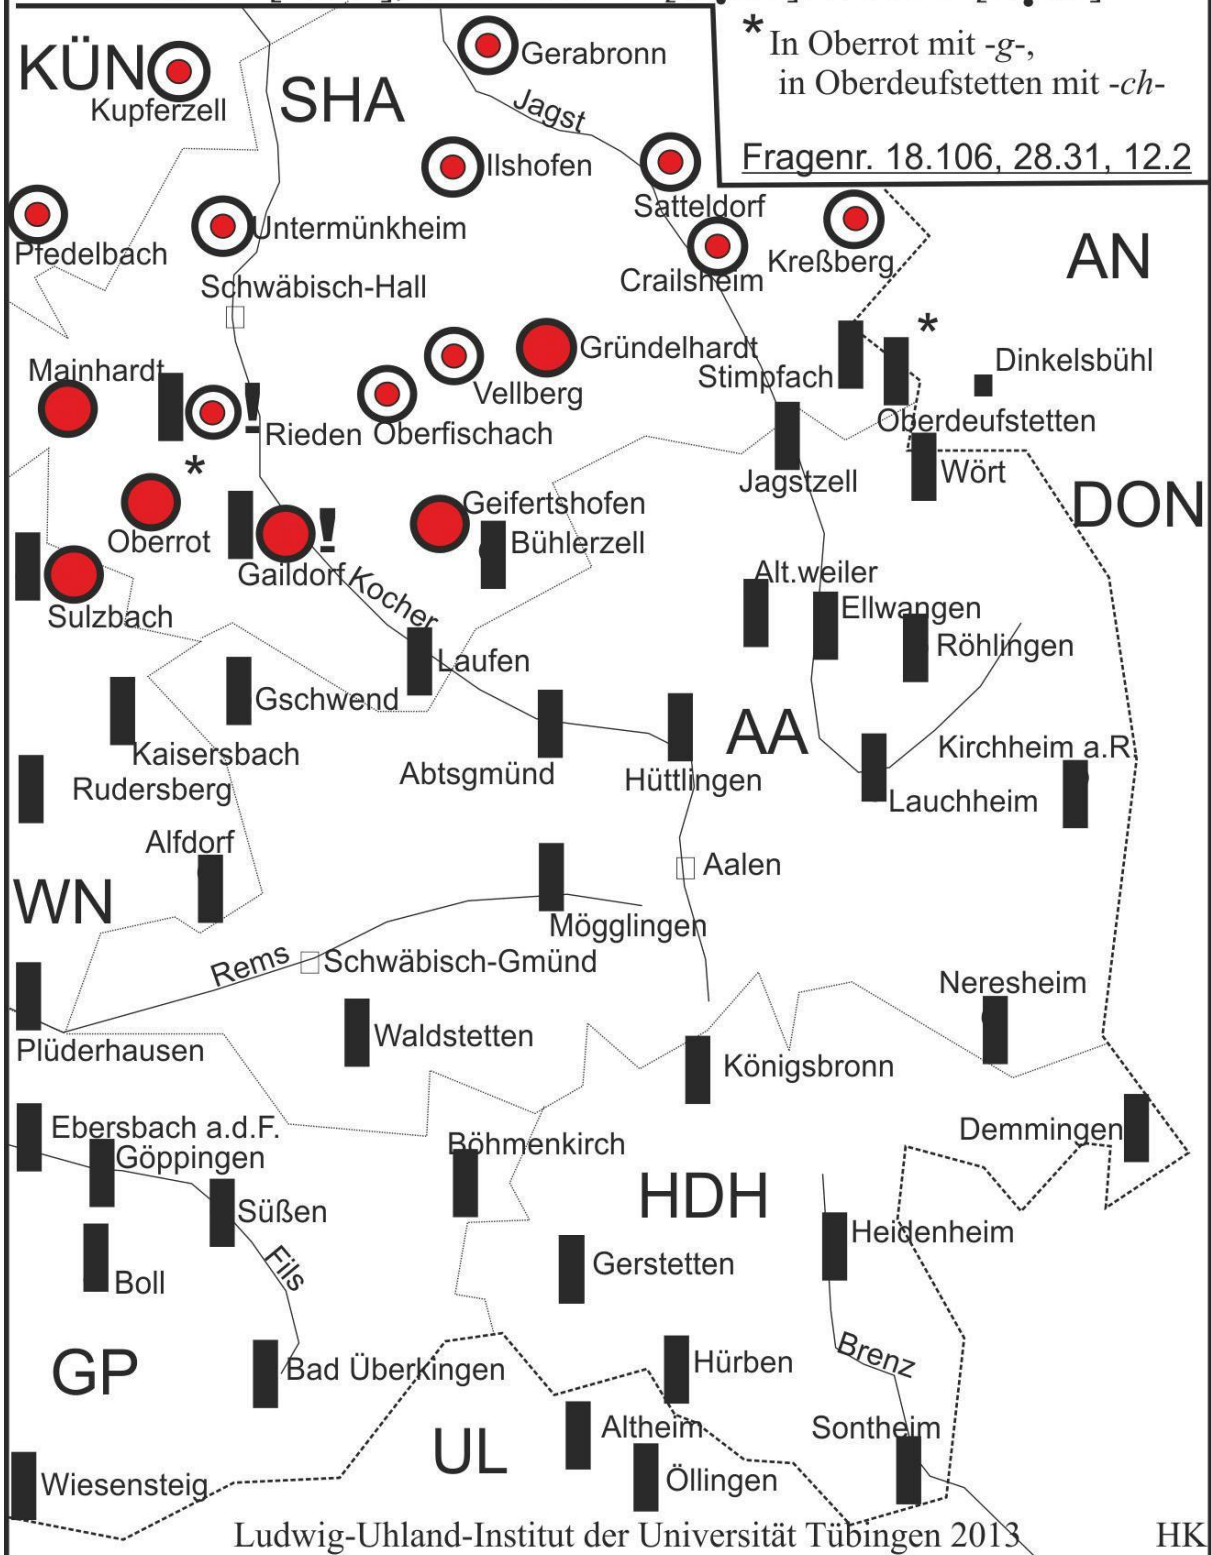 * In Oberrot mit -g-,
in Oberdeufstetten mit -ch-
Fragenr. 18.106, 28.31, 12.2
KÜN
Kupferzell
SHA
Gerabronn
Jagst
Ilshofen
Satteldorf
Pfedelbach
Untermünkheim
Crailsheim
Kreßberg
AN
Schwäbisch-Hall
Mainhardt
Gründelhardt
Vellberg
Stimpfach
*
Dinkelsbühl
!
Rieden
Oberfischach
Oberdeufstetten
*
Oberrot
Geifertshofen
Jagstzell
Wört
DON
!
Gaildorf
Bühlerzell
Sulzbach
Kocher
Alt.weiler
Ellwangen
Röhlingen
Laufen
Gschwend
Kaisersbach
AA
Kirchheim a.R
Rudersberg
Abtsgmünd
Hüttlingen
Lauchheim
Alfdorf
Aalen
WN
Mögglingen
Rems
Schwäbisch-Gmünd
Neresheim
Plüderhausen
Waldstetten
Königsbronn
Ebersbach a.d.F.
Göppingen
Böhmenkirch
Demmingen
HDH
Süßen
Heidenheim
Fils
Boll
Gerstetten
GP
Bad Überkingen
Hürben
Brenz
UL
Altheim
Sontheim
Wiesensteig
Öllingen
Ludwig-Uhland-Institut der Universität Tübingen 2013
HK